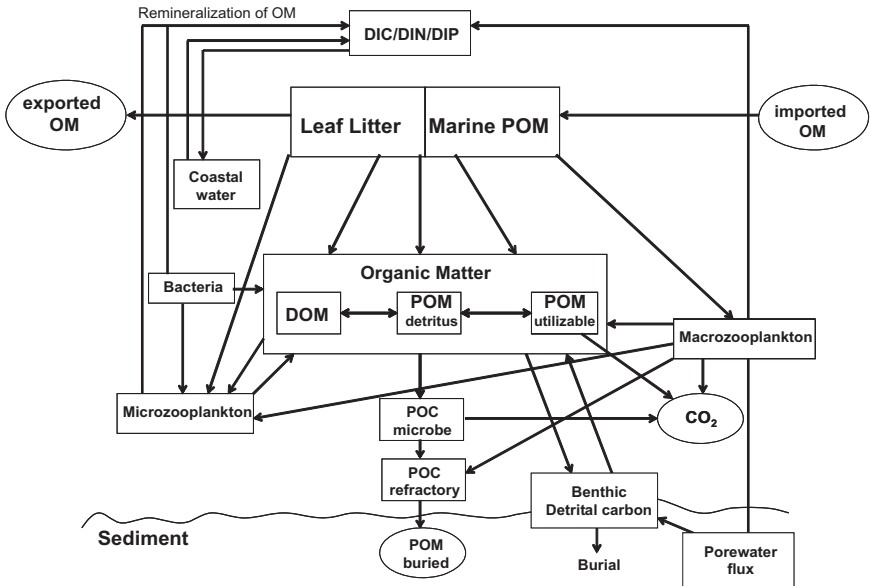 Remineralization of OM
DIC/DIN/DIP
exported
OM
Leaf Litter
Marine POM
imported
OM
Coastal
water
Organic Matter
Bacteria
DOM
POM
detritus
POM
utilizable
Macrozooplankton
Microzooplankton
POC
microbe
CO₂
POC
refractory
Benthic
Detrital carbon
Sediment
POM
buried
Burial
Porewater
flux